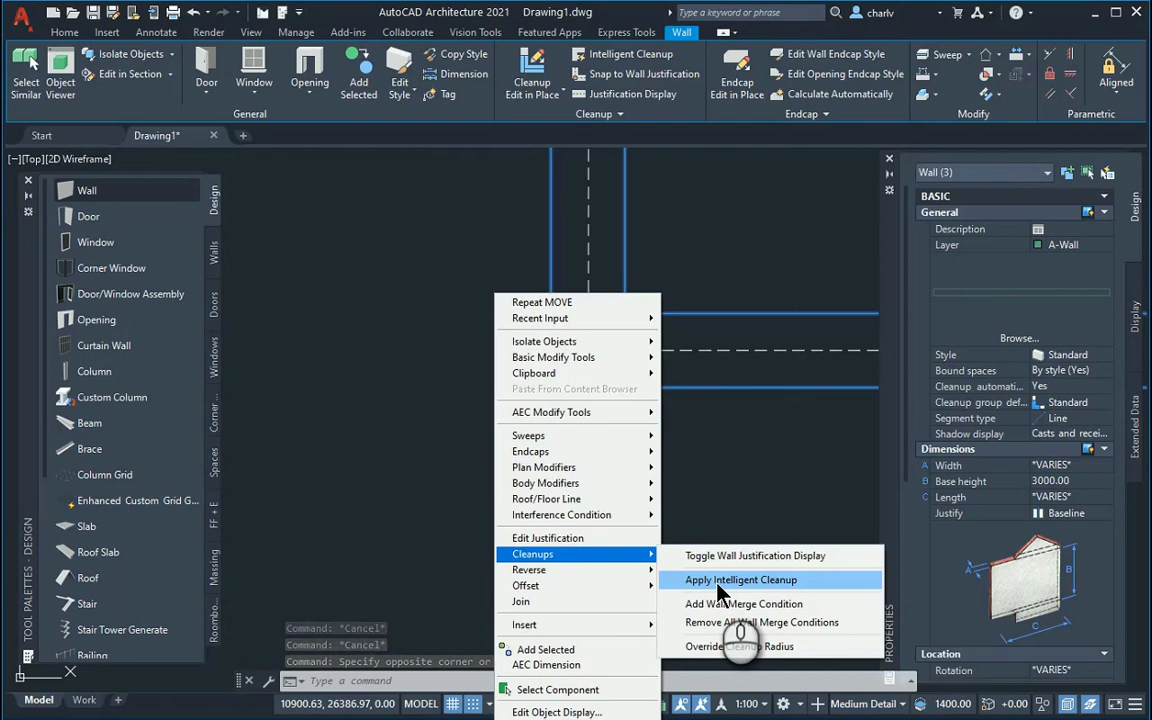 AutoCAD Architecture 2021 Drawing1.dwg Type a keyword or phrase charlv
Home Insert Annotate Render View Manage Add-ins Collaborate Vision Tools Featured Apps Express Tools Wall
Select Similar
Object Viewer
Isolate Objects
Edit in Section
Door
Window
Opening
Add Selected
Edit Style
Copy Style
Dimension
Tag
Cleanup Edit in Place
Intelligent Cleanup
Snap to Wall Justification
Justification Display
Endcap Edit in Place
Edit Wall Endcap Style
Edit Opening Endcap Style
Calculate Automatically
Sweep
Aligned
General Cleanup Endcap Modify Parametric
Start Drawing1*
[−][Top][2D Wireframe]
TOOL PALETTES - DESIGN
Wall
Door
Window
Corner Window
Door/Window Assembly
Opening
Curtain Wall
Column
Custom Column
Beam
Brace
Column Grid
Enhanced Custom Grid G...
Slab
Roof Slab
Roof
Stair
Stair Tower Generate
Railing
Design
Walls
Doors
Windows
Corner ...
Spaces
FF + E
Massing
Roombo...
Repeat MOVE
Recent Input
Isolate Objects
Basic Modify Tools
Clipboard
Paste From Content Browser
AEC Modify Tools
Sweeps
Endcaps
Plan Modifiers
Body Modifiers
Roof/Floor Line
Interference Condition
Edit Justification
Cleanups
Reverse
Offset
Join
Insert
Add Selected
AEC Dimension
Select Component
Edit Object Display...
Toggle Wall Justification Display
Apply Intelligent Cleanup
Add Wall Merge Condition
Remove All Wall Merge Conditions
Override Cleanup Radius
PROPERTIES
Wall (3)
BASIC
General
Description
Layer A-Wall
Browse...
Style Standard
Bound spaces By style (Yes)
Cleanup automati... Yes
Cleanup group def... Standard
Segment type Line
Shadow display Casts and recei...
Dimensions
A Width *VARIES*
B Base height 3000.00
C Length *VARIES*
Justify Baseline
A
B
C
Location
Rotation *VARIES*
Design
Display
Extended Data
Command: *Cancel*
Command: *Cancel*
Command: Specify opposite corner or
Type a command
Model Work 10900.63, 26386.97, 0.00 MODEL 1:100 Medium Detail 1400.00 +0.00